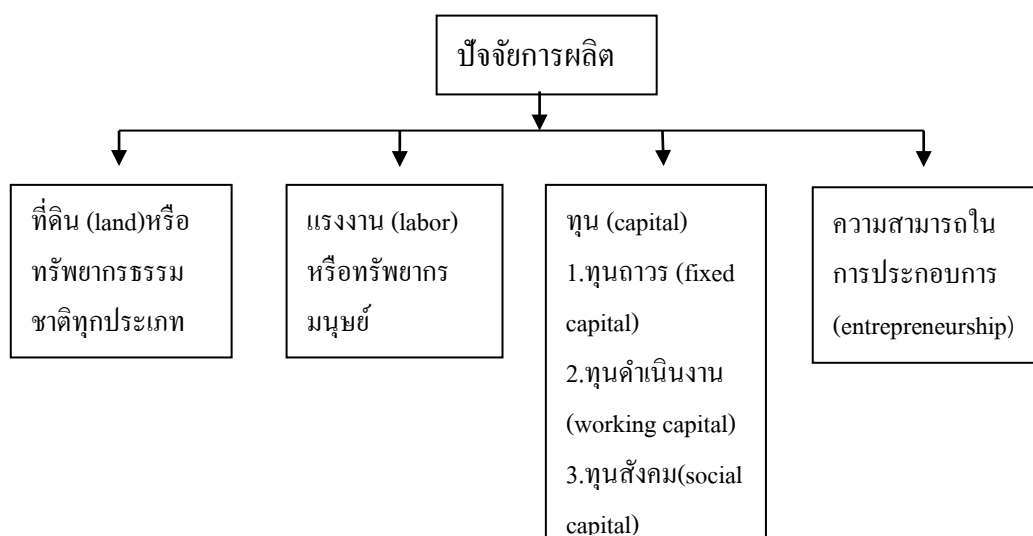 ปัจจัยการผลิต
ที่ดิน (land)หรือ
ทรัพยากรธรรม
ชาติทุกประเภท
แรงงาน (labor)
หรือทรัพยากร
มนุษย์
ทุน (capital)
1.ทุนถาวร (fixed
capital)
2.ทุนดำเนินงาน
(working capital)
3.ทุนสังคม(social
capital)
ความสามารถใน
การประกอบการ
(entrepreneurship)